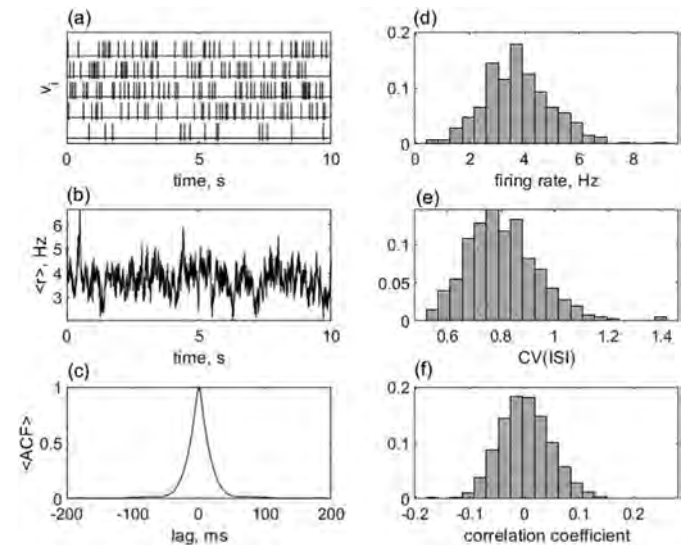 (a)
v_i
0 5 10
time, s
(b)
6
5
4
3
<r>, Hz
0 5 10
time, s
(c)
1
0.5
0
<ACF>
-200 -100 0 100 200
lag, ms
(d)
0.2
0.1
0
2 4 6 8
firing rate, Hz
(e)
0.1
0.05
0
0.6 0.8 1 1.2 1.4
CV(ISI)
(f)
0.2
0.1
0
-0.2 -0.1 0 0.1 0.2
correlation coefficient